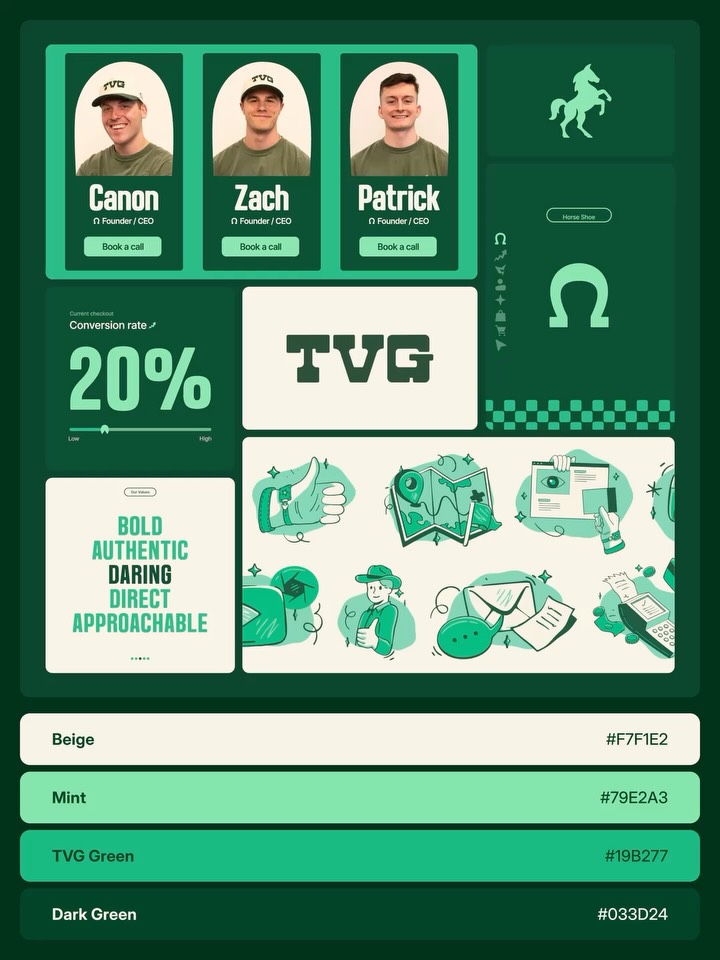 TVG
TVG
Canon
Founder / CEO
Book a call
Zach
Founder / CEO
Book a call
Patrick
Founder / CEO
Book a call
Horse Shoe
Current checkout
Conversion rate
20%
Low
High
TVG
Our Values
BOLD
AUTHENTIC
DARING
DIRECT
APPROACHABLE
Beige
#F7F1E2
Mint
#79E2A3
TVG Green
#19B277
Dark Green
#033D24